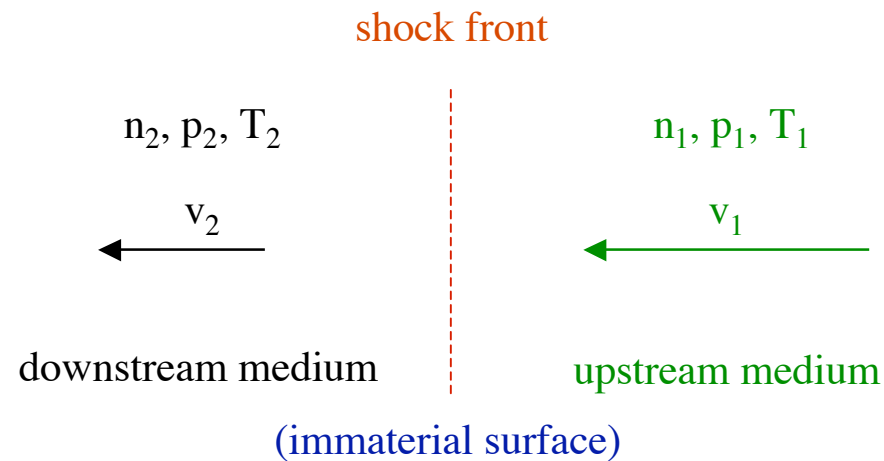 shock front
n₂, p₂, T₂
n₁, p₁, T₁
v₂
v₁
downstream medium
upstream medium
(immaterial surface)